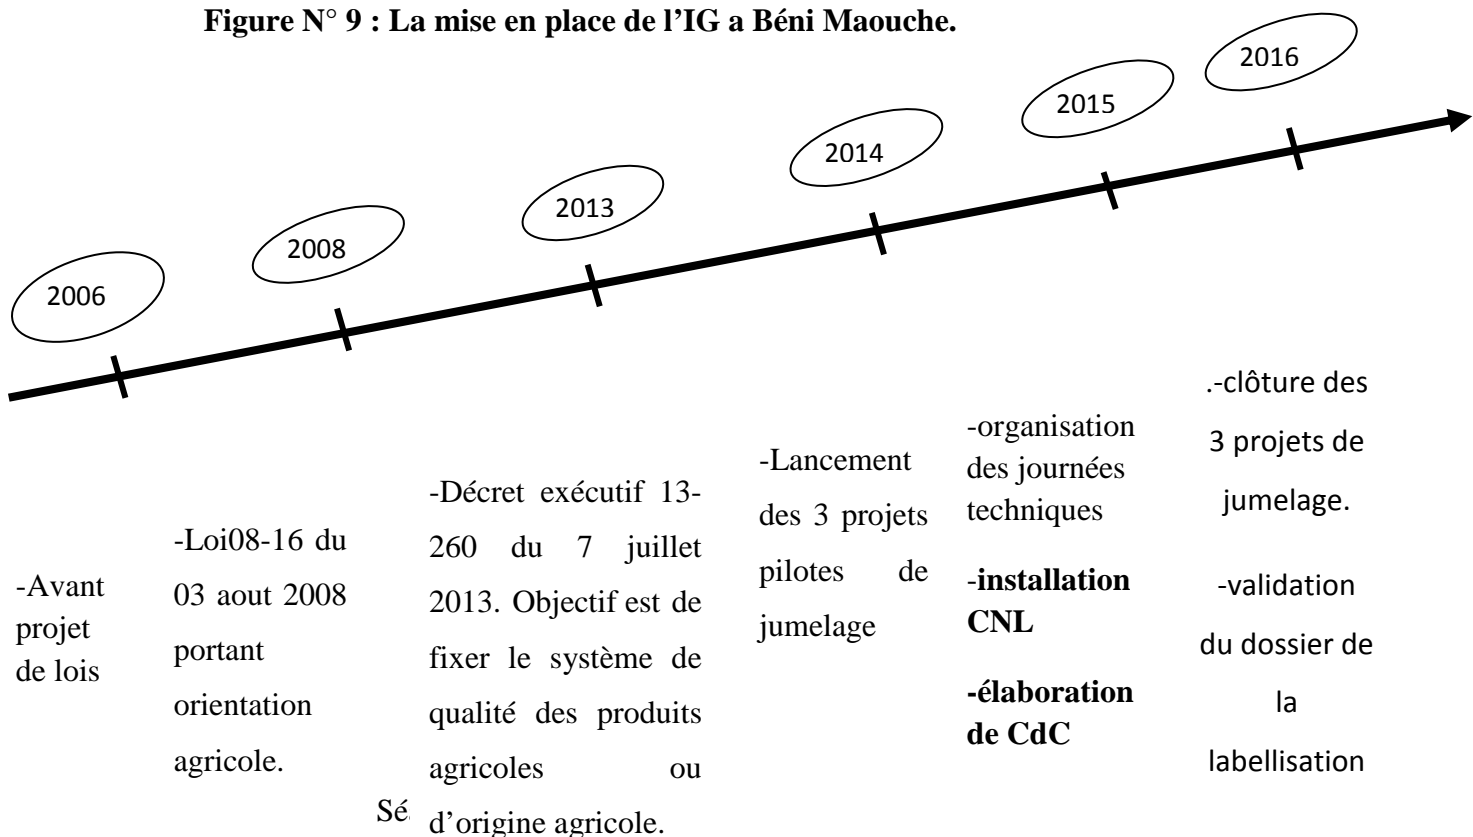 Figure N° 9 : La mise en place de l’IG a Béni Maouche.
2006
2008
2013
2014
2015
2016
-Avant
projet
de lois
-Loi08-16 du
03 aout 2008
portant
orientation
agricole.
-Décret exécutif 13-
260 du 7 juillet
2013. Objectif est de
fixer le système de
qualité des produits
agricoles ou
d’origine agricole.
-Lancement
des 3 projets
pilotes de
jumelage
-organisation
des journées
techniques
-installation
CNL
-élaboration
de CdC
.-clôture des
3 projets de
jumelage.
-validation
du dossier de
la
labellisation